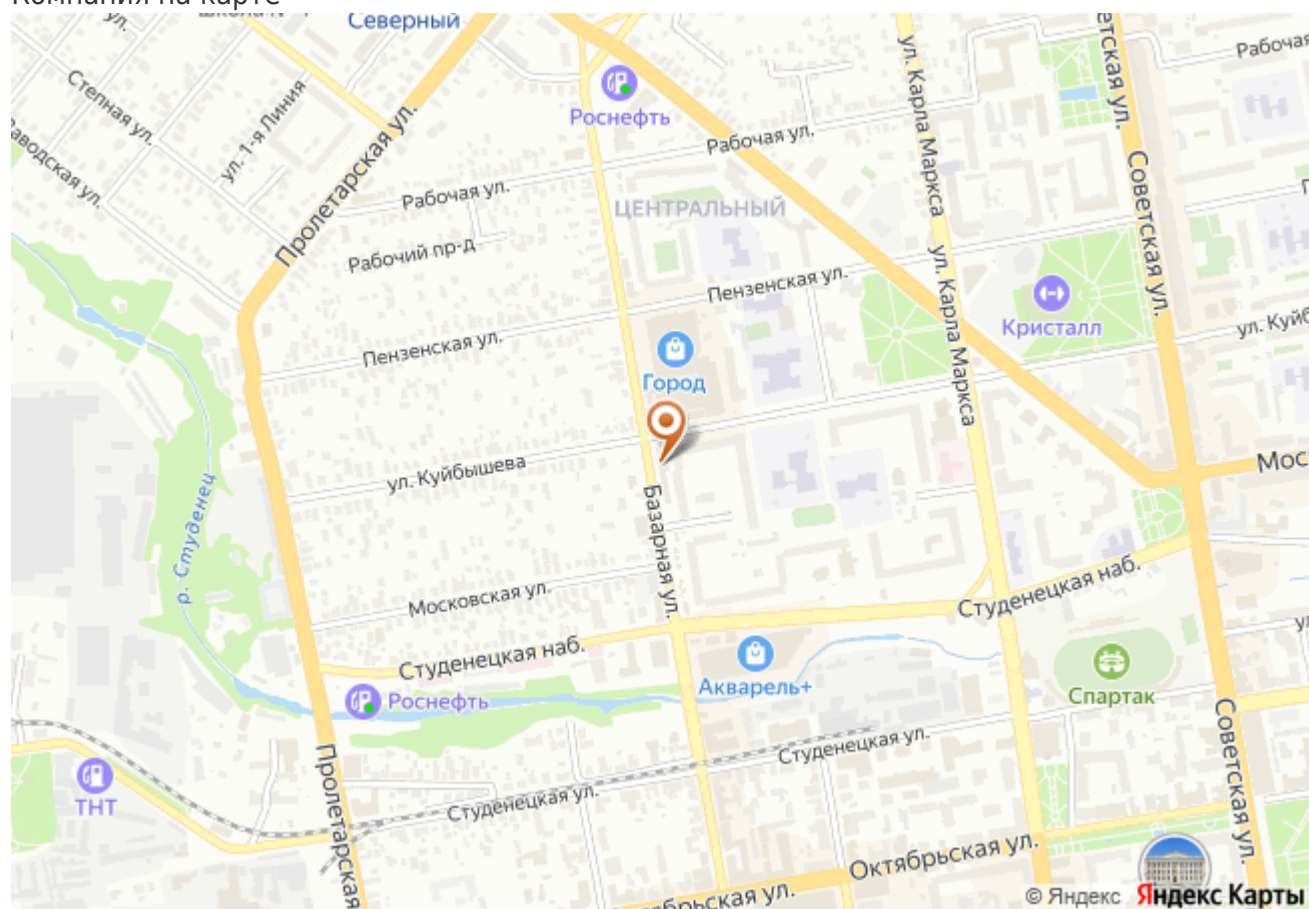 Компания на карте
Северный
Роснефть
ул. Карла Маркса
Советская ул.
Рабочая
Степная ул.
ул. 1-я Линия
Пролетарская ул.
Рабочая ул.
Рабочая ул.
ЦЕНТРАЛЬНЫЙ
Рабочий пр-д
Пензенская ул.
Пензенская ул.
ул. Карла Маркса
Кристалл
Город
ул. Куйбышева
р. Студенец
Базарная ул.
Московская ул.
Студенецкая наб.
Студенецкая наб.
Роснефть
Акварель+
Спартак
Студенецкая ул.
Студенецкая ул.
Советская ул.
ТНТ
Пролетарская
Октябрьская ул.
© Яндекс Яндекс Карты